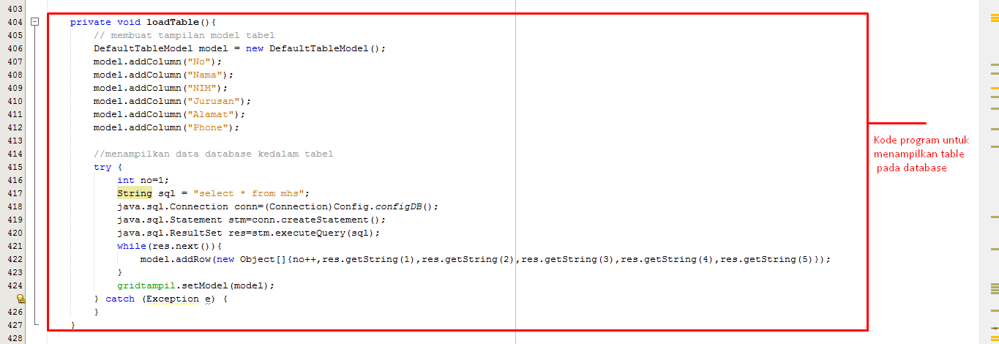 403
404 private void loadTable(){
405 // membuat tampilan model tabel
406 DefaultTableModel model = new DefaultTableModel();
407 model.addColumn("No");
408 model.addColumn("Nama");
409 model.addColumn("NIM");
410 model.addColumn("Jurusan");
411 model.addColumn("Alamat");
412 model.addColumn("Phone");
413
414 //menampilkan data database kedalam tabel
415 try {
416 int no=1;
417 String sql = "select * from mhs";
418 java.sql.Connection conn=(Connection)Config.configDB();
419 java.sql.Statement stm=conn.createStatement();
420 java.sql.ResultSet res=stm.executeQuery(sql);
421 while(res.next()){
422 model.addRow(new Object[]{no++,res.getString(1),res.getString(2),res.getString(3),res.getString(4),res.getString(5)});
423 }
424 gridtampil.setModel(model);
} catch (Exception e) {
426 }
427 }
428
Kode program untuk
menampilkan table
pada database